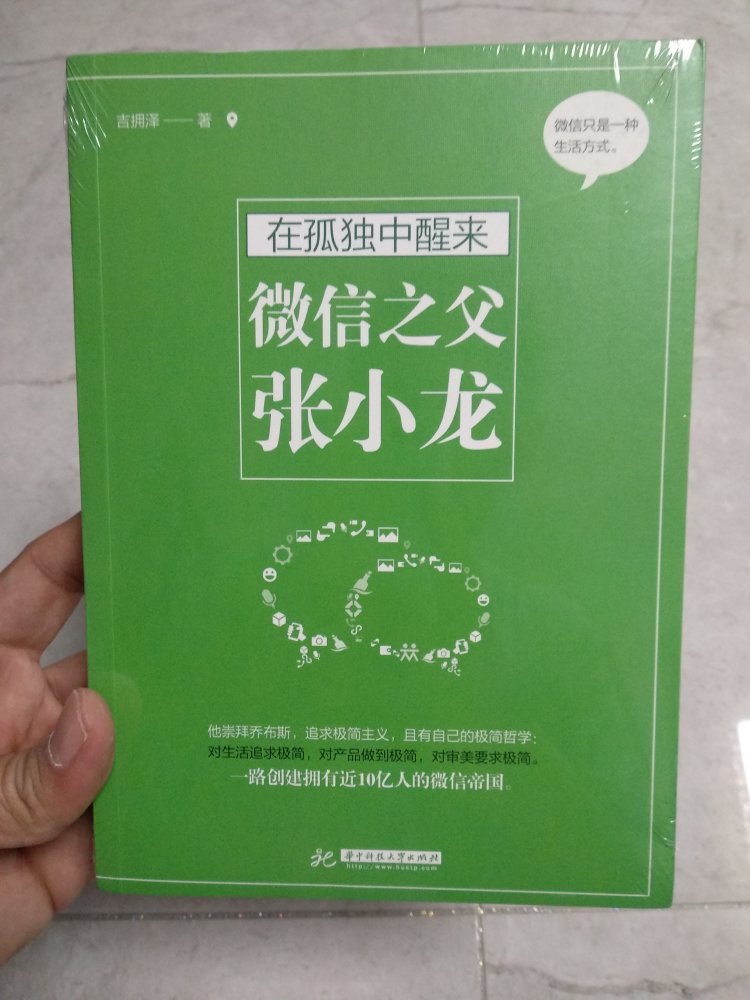 吉拥泽——著
微信只是一种
生活方式。
在孤独中醒来
微信之父
张小龙
他崇拜乔布斯，追求极简主义，且有自己的极简哲学：
对生活追求极简，对产品做到极简，对审美要求极简。
一路创建拥有近10亿人的微信帝国。
华中科技大学出版社
http://www.hustp.com